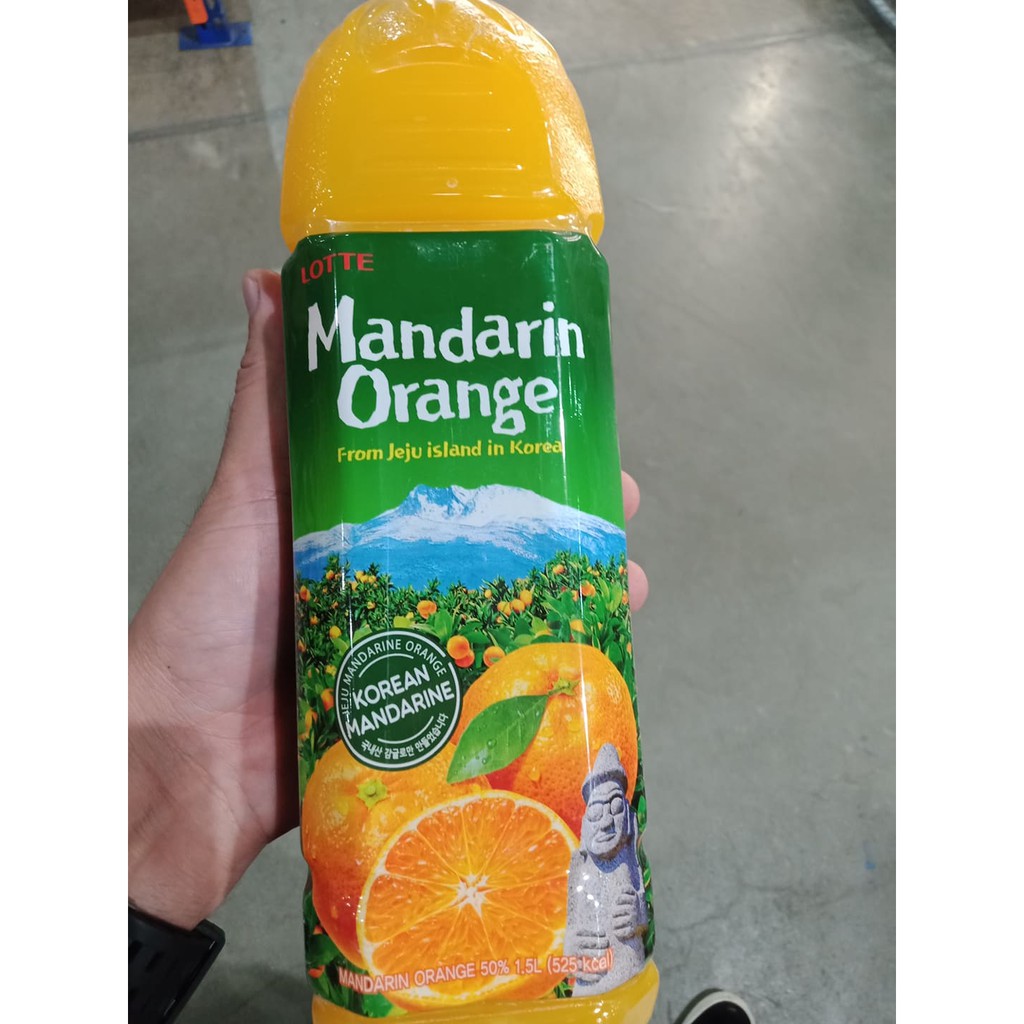 LOTTE
Mandarin
Orange
From Jeju island in Korea
JEJU MANDARINE ORANGE
KOREAN
MANDARINE
국내산 감귤로만 만들었습니다
MANDARIN ORANGE 50% 1.5L (525 kcal)